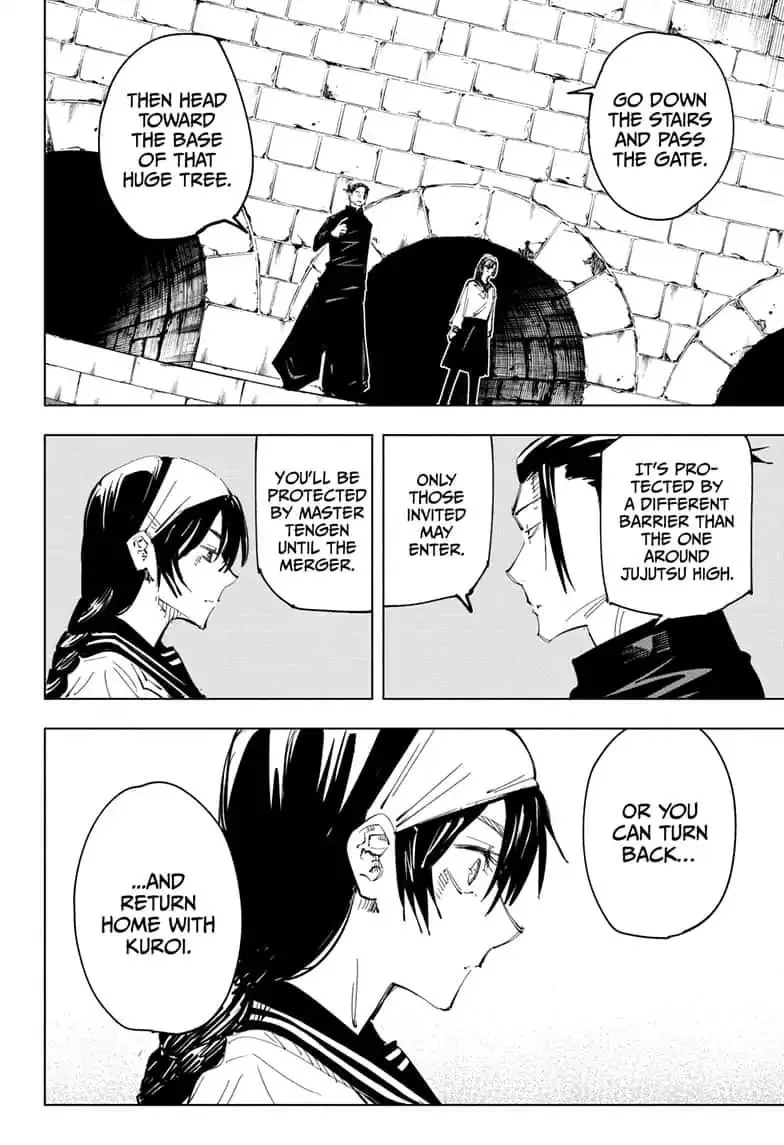 GO DOWN
THE STAIRS
AND PASS
THE GATE.
THEN HEAD
TOWARD
THE BASE
OF THAT
HUGE TREE.
IT'S PRO-
TECTED BY
A DIFFERENT
BARRIER THAN
THE ONE
AROUND
JUJUTSU HIGH.
ONLY
THOSE
INVITED
MAY
ENTER.
YOU'LL BE
PROTECTED
BY MASTER
TENGEN
UNTIL THE
MERGER.
OR YOU
CAN TURN
BACK...
...AND
RETURN
HOME WITH
KUROI.